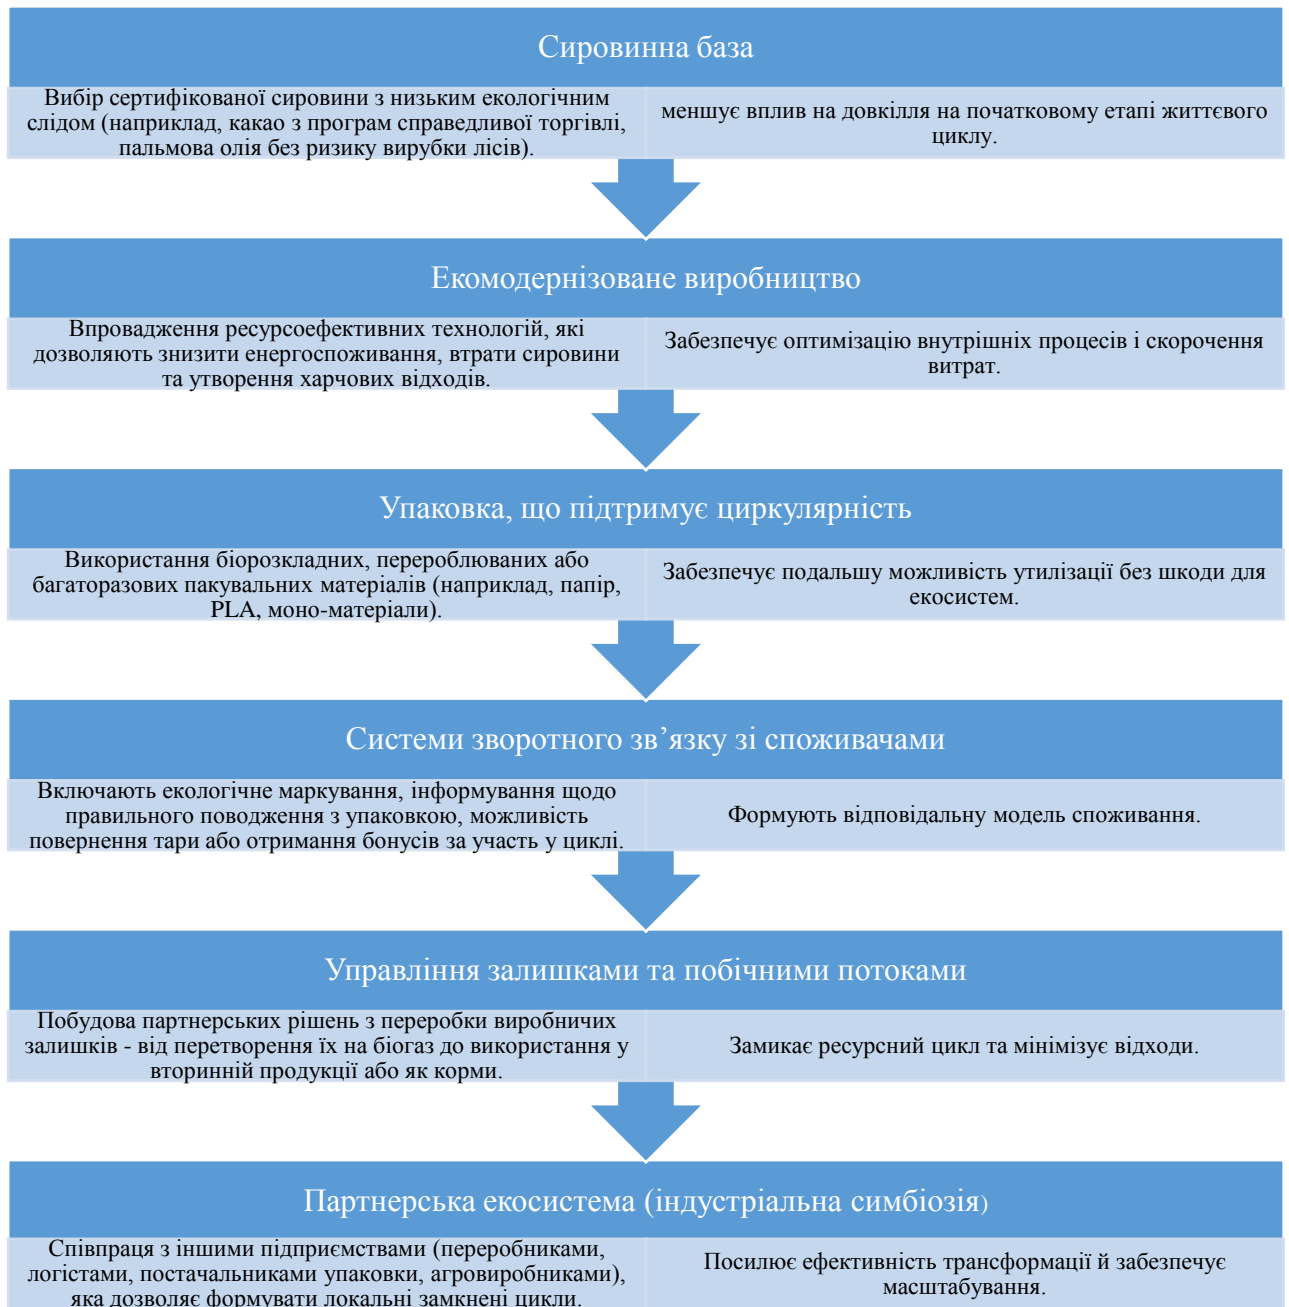 Сировинна база
Вибір сертифікованої сировини з низьким екологічним
слідом (наприклад, какао з програм справедливої торгівлі,
пальмова олія без ризику вирубки лісів).
меншує вплив на довкілля на початковому етапі життєвого
циклу.
Екомодернізоване виробництво
Впровадження ресурсоефективних технологій, які
дозволяють знизити енергоспоживання, втрати сировини
та утворення харчових відходів.
Забезпечує оптимізацію внутрішніх процесів і скорочення
витрат.
Упаковка, що підтримує циркулярність
Використання біорозкладних, перероблюваних або
багаторазових пакувальних матеріалів (наприклад, папір,
PLA, моно-матеріали).
Забезпечує подальшу можливість утилізації без шкоди для
екосистем.
Системи зворотного зв’язку зі споживачами
Включають екологічне маркування, інформування щодо
правильного поводження з упаковкою, можливість
повернення тари або отримання бонусів за участь у циклі.
Формують відповідальну модель споживання.
Управління залишками та побічними потоками
Побудова партнерських рішень з переробки виробничих
залишків - від перетворення їх на біогаз до використання у
вторинній продукції або як корми.
Замикає ресурсний цикл та мінімізує відходи.
Партнерська екосистема (індустріальна симбіозія)
Співпраця з іншими підприємствами (переробниками,
логістами, постачальниками упаковки, агровиробниками),
яка дозволяє формувати локальні замкнені цикли.
Посилює ефективність трансформації й забезпечує
масштабування.